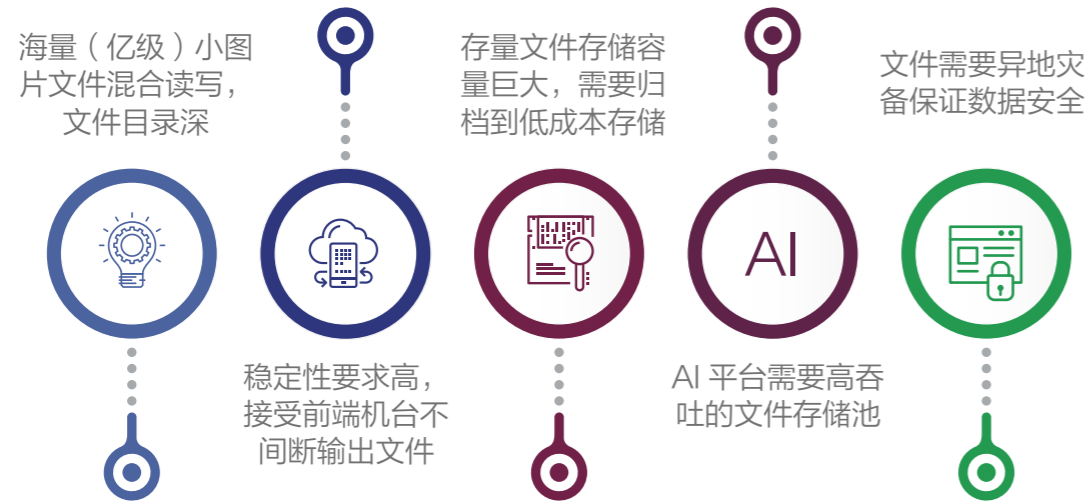 海量（亿级）小图
片文件混合读写，
文件目录深
稳定性要求高，
接受前端机台不
间断输出文件
存量文件存储容
量巨大，需要归
档到低成本存储
AI
AI 平台需要高吞
吐的文件存储池
文件需要异地灾
备保证数据安全